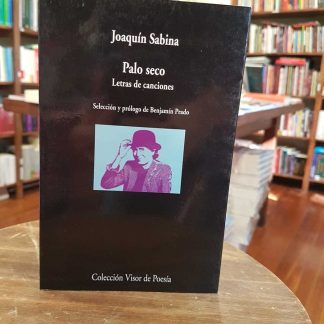 Joaquín Sabina
Palo seco
Letras de canciones
Selección y prólogo de Benjamín Prado
Colección Visor de Poesía